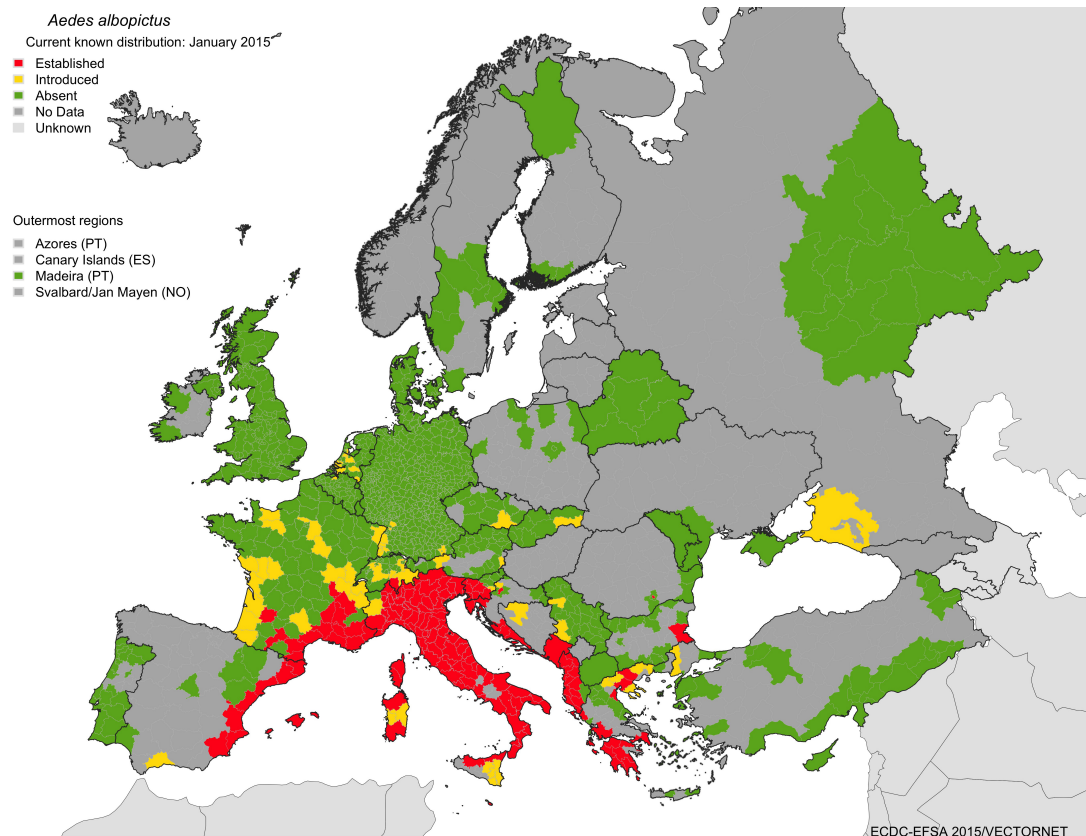 Aedes albopictus
Current known distribution: January 2015
Established
Introduced
Absent
No Data
Unknown
Outermost regions
Azores (PT)
Canary Islands (ES)
Madeira (PT)
Svalbard/Jan Mayen (NO)
ECDC-EFSA 2015/VECTORNET